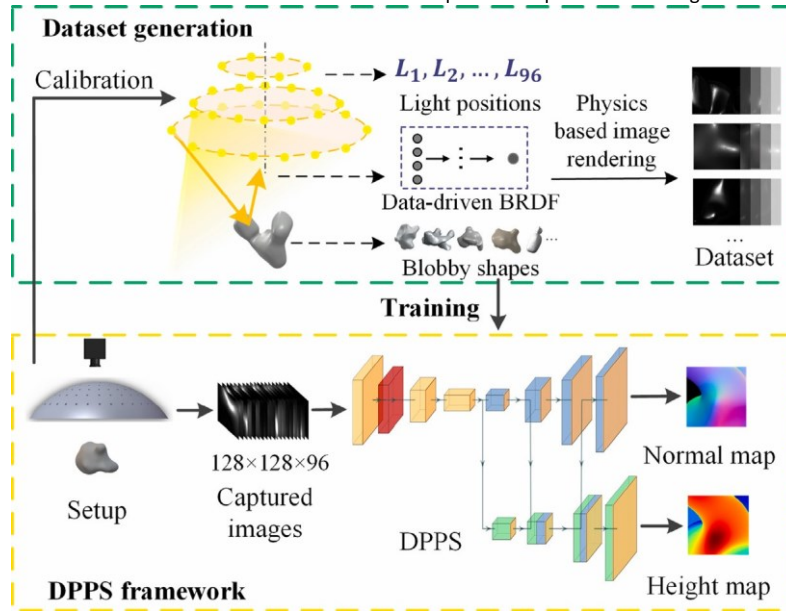 Dataset generation
Calibration
L₁, L₂, ..., L₉₆
Light positions
Physics
based image
rendering
Data-driven BRDF
...
Blobby shapes
...
Dataset
Training
128×128×96
Captured
images
Setup
DPPS
Normal map
Height map
DPPS framework